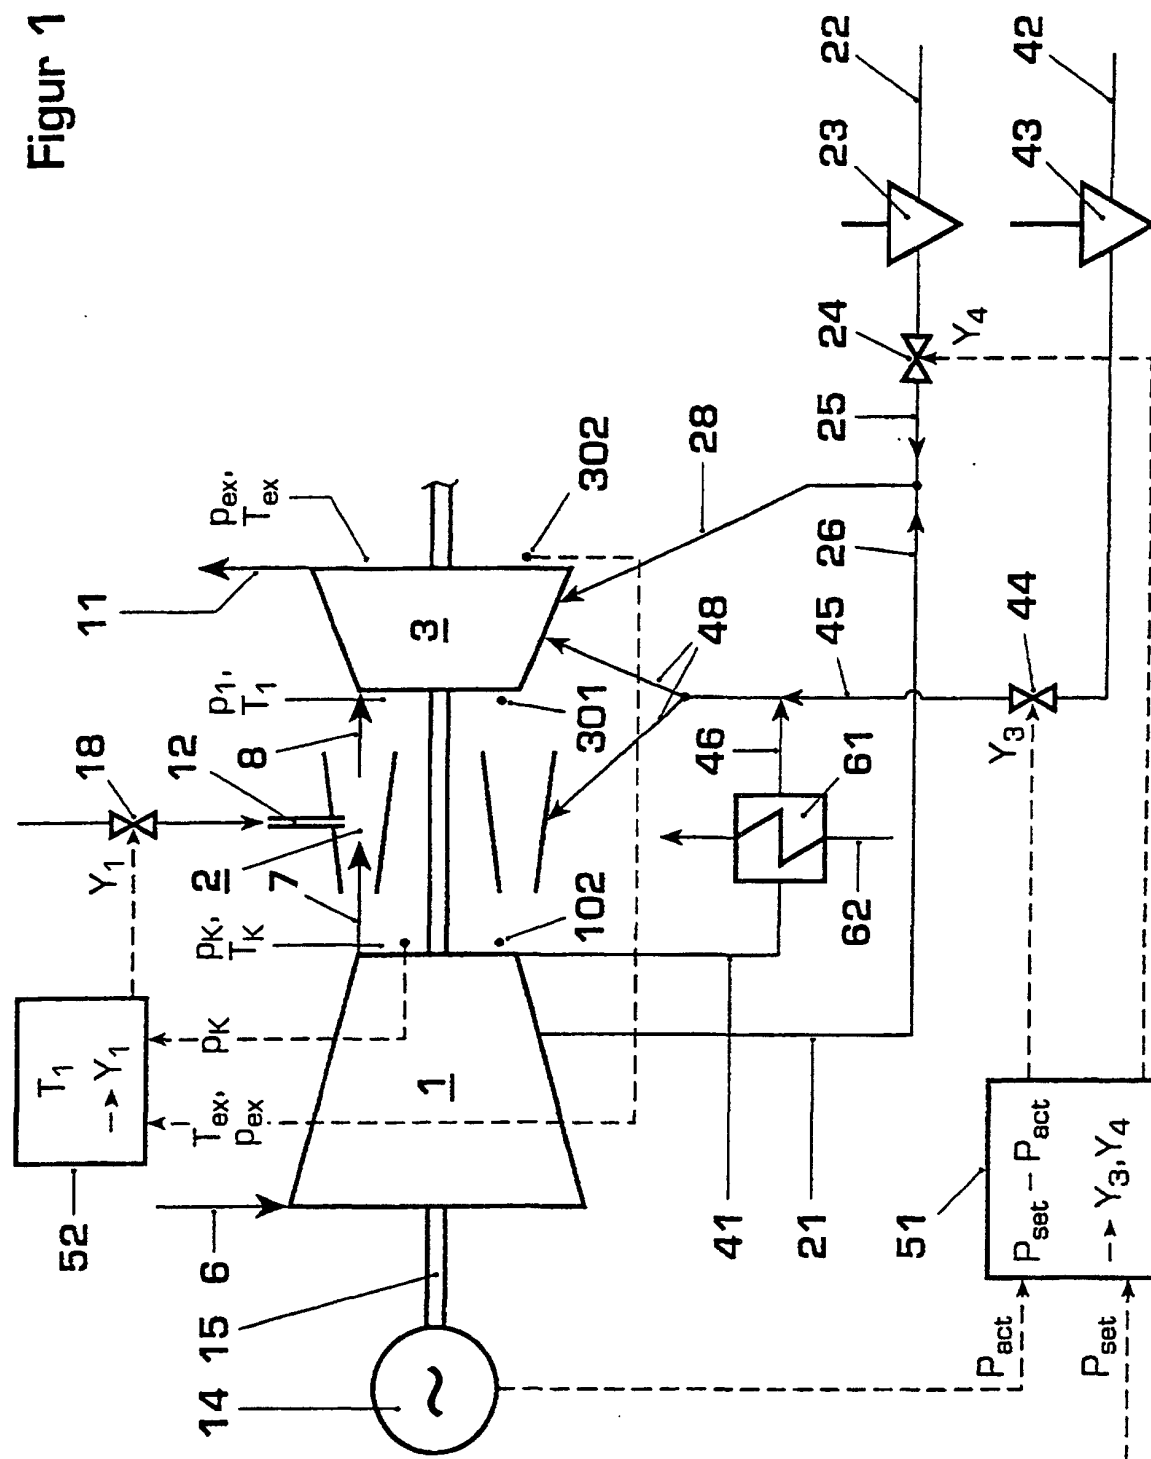 Figur 1
22
42
23
43
24
Y4
25
28
302
pex,
Tex
11
3
48
26
45
44
Y3
p1,
T1
301
8
12
18
46
61
62
Y1
2
7
pK,
TK
102
T1
→ Y1
pK
Tex,
pex
52
1
6
15
14
41
21
51
Pset – Pact
→ Y3, Y4
Pact
Pset